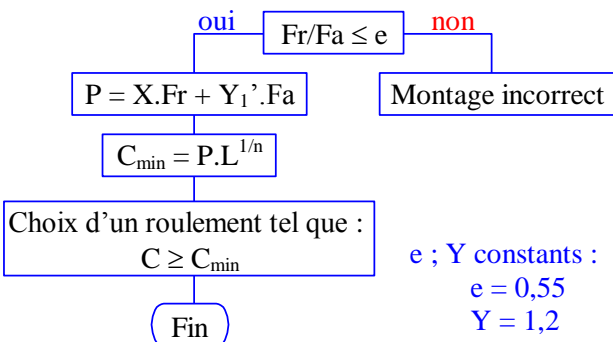 oui Fr/Fa ≤ e non
P = X.Fr + Y₁’.Fa Montage incorrect
Cmin = P.L^1/n
Choix d’un roulement tel que :
C ≥ Cmin
e ; Y constants :
e = 0,55
Fin Y = 1,2